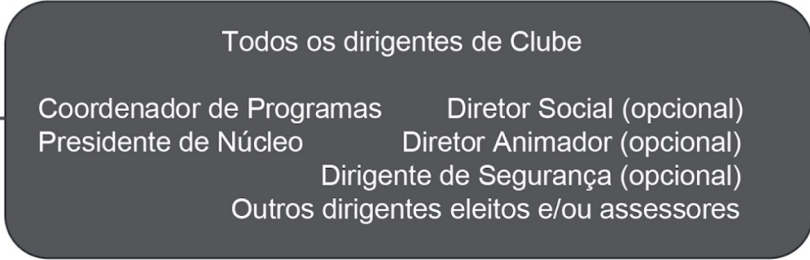 Todos os dirigentes de Clube
Coordenador de Programas Diretor Social (opcional)
Presidente de Núcleo Diretor Animador (opcional)
Dirigente de Segurança (opcional)
Outros dirigentes eleitos e/ou assessores